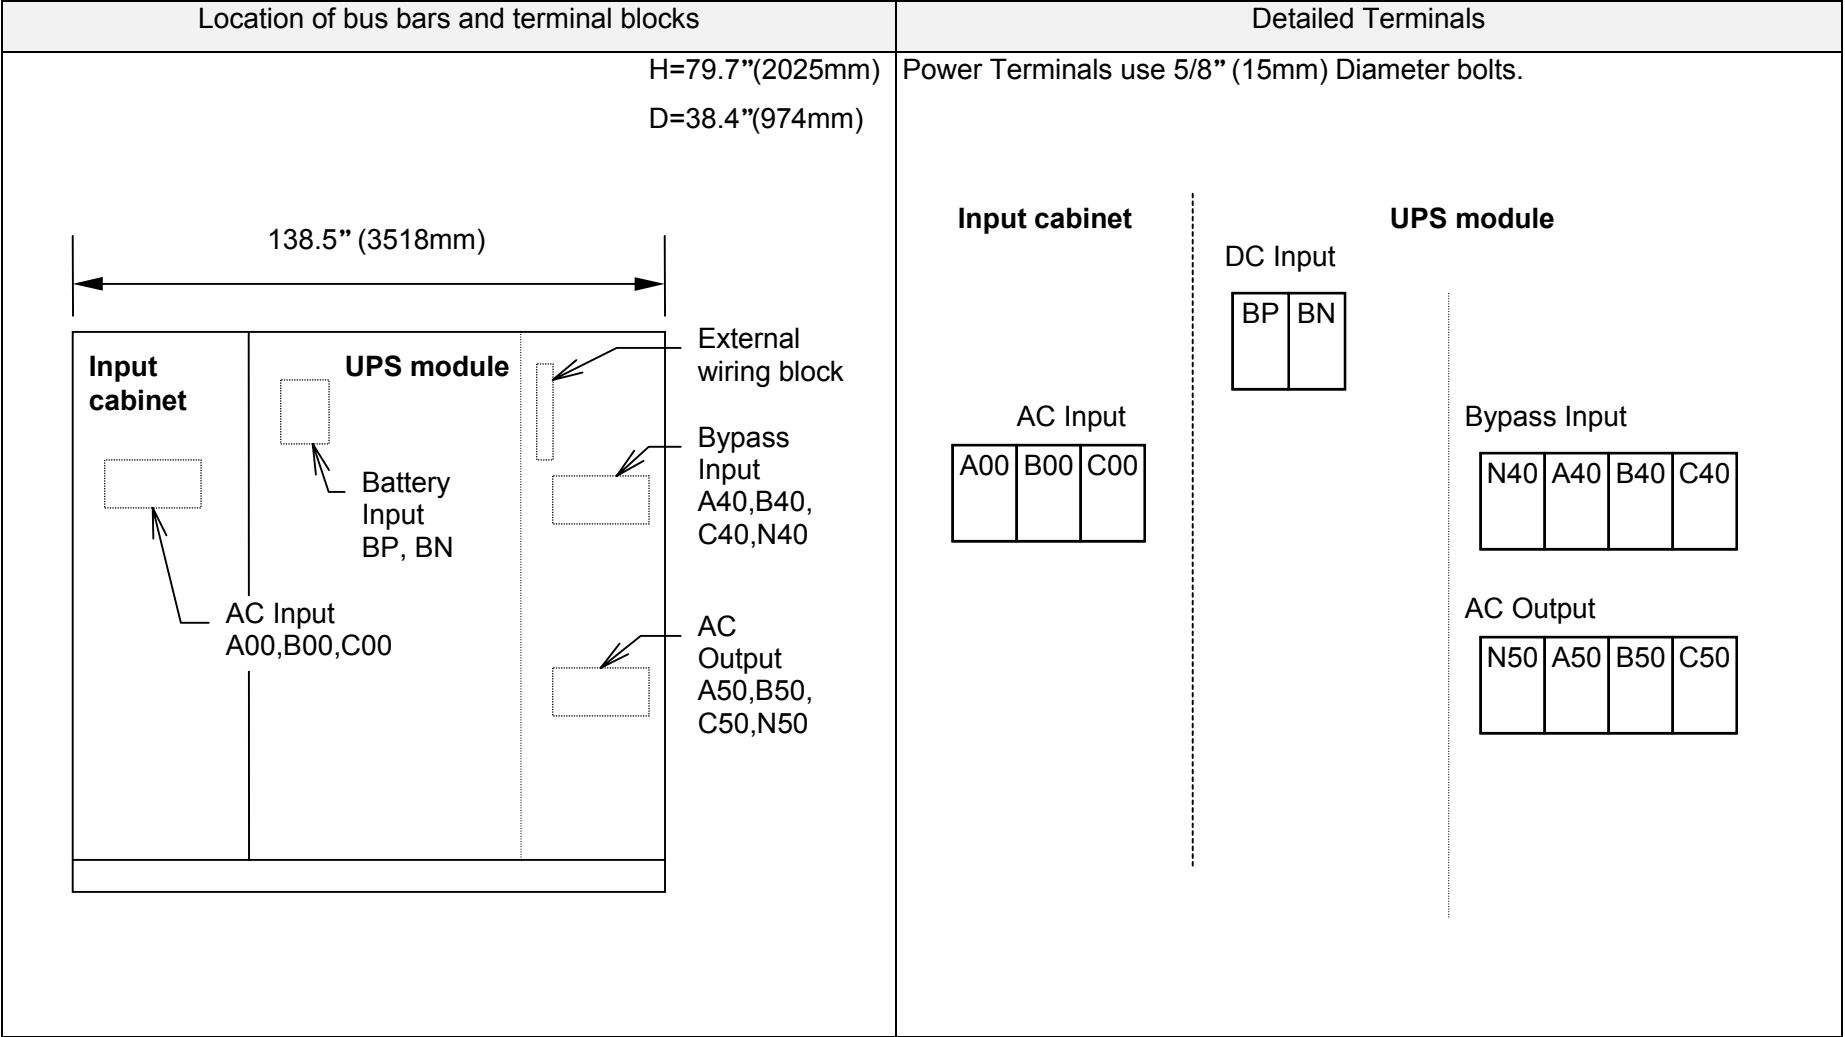 Location of bus bars and terminal blocks
Detailed Terminals
H=79.7"(2025mm)
D=38.4"(974mm)
138.5" (3518mm)
Input
cabinet
UPS module
External
wiring block
Battery
Input
BP, BN
Bypass
Input
A40,B40,
C40,N40
AC Input
A00,B00,C00
AC
Output
A50,B50,
C50,N50
Power Terminals use 5/8" (15mm) Diameter bolts.
Input cabinet
UPS module
DC Input
BP BN
AC Input
A00 B00 C00
Bypass Input
N40 A40 B40 C40
AC Output
N50 A50 B50 C50